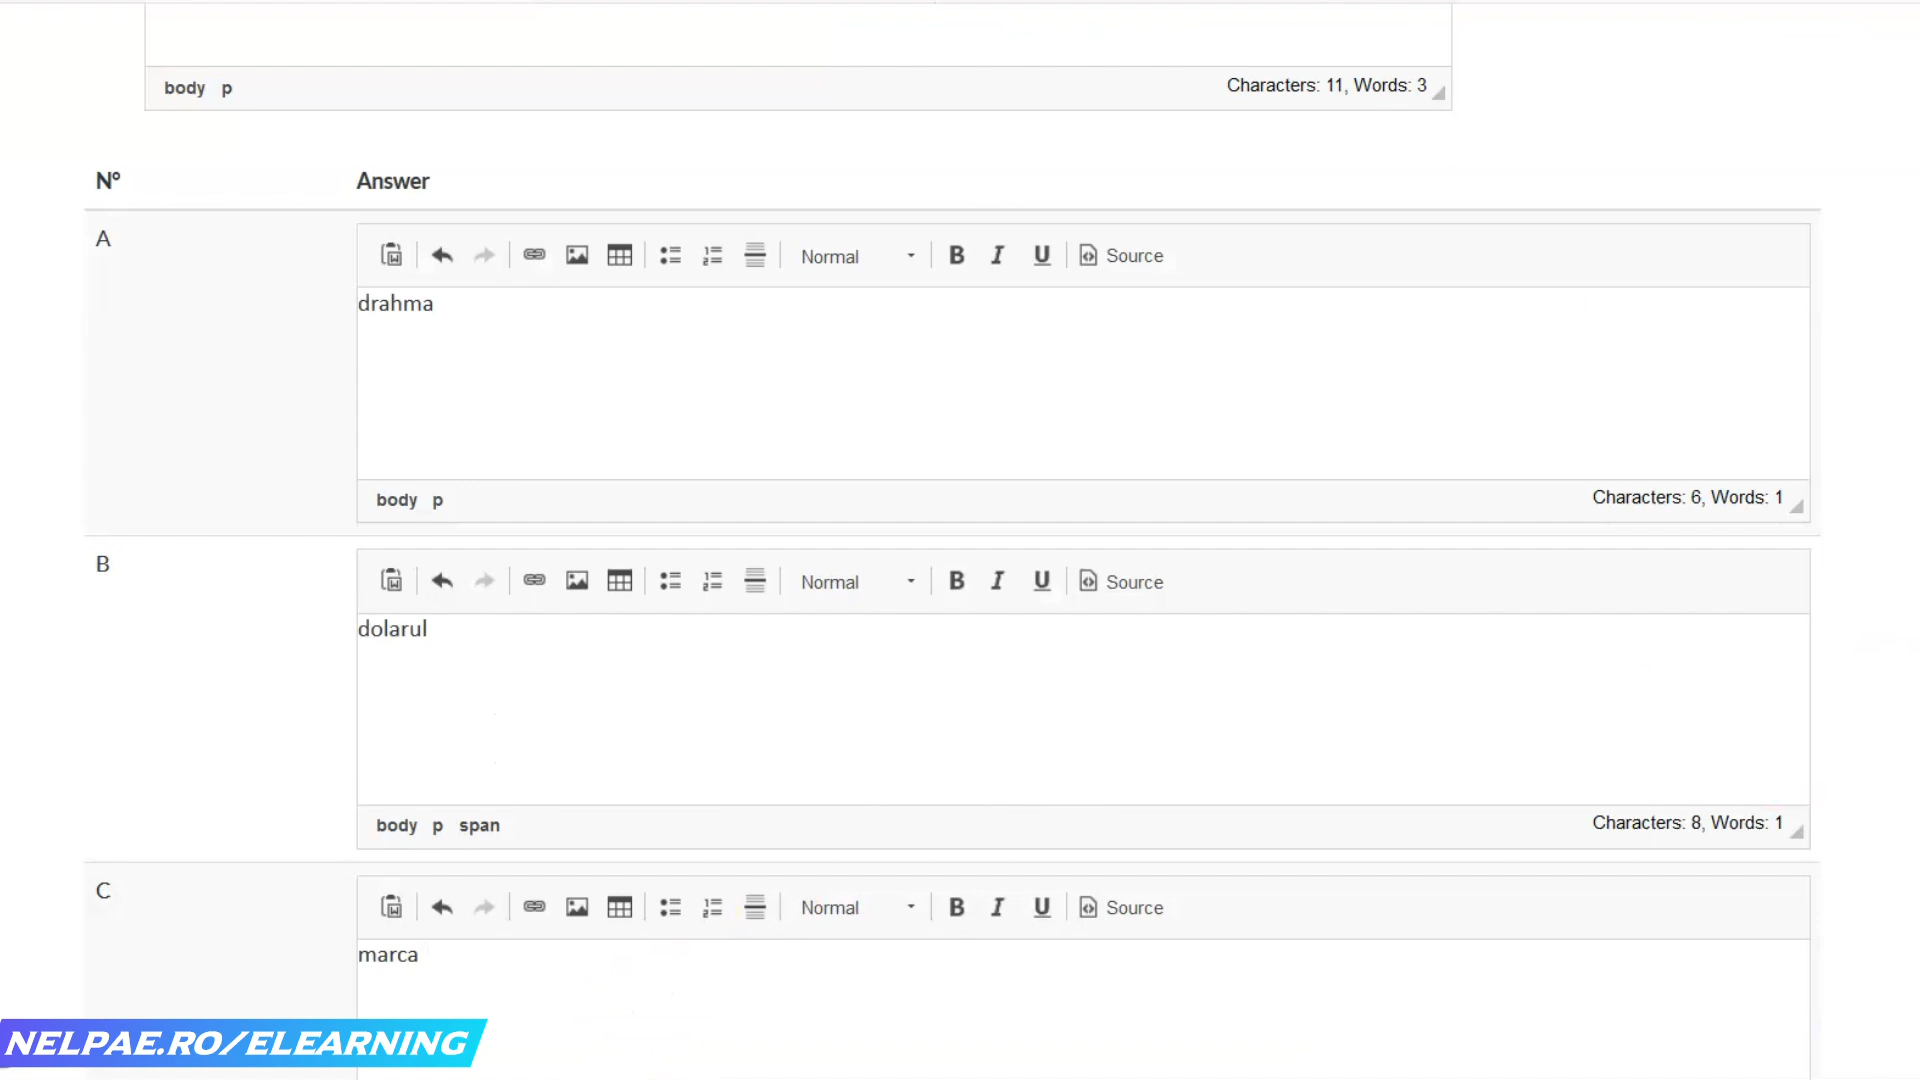 body p
Characters: 11, Words: 3
N° Answer
A
Normal B I U Source
drahma
body p
Characters: 6, Words: 1
B
Normal B I U Source
dolarul
body p span
Characters: 8, Words: 1
C
Normal B I U Source
marca
NELPAE.RO/ELEARNING